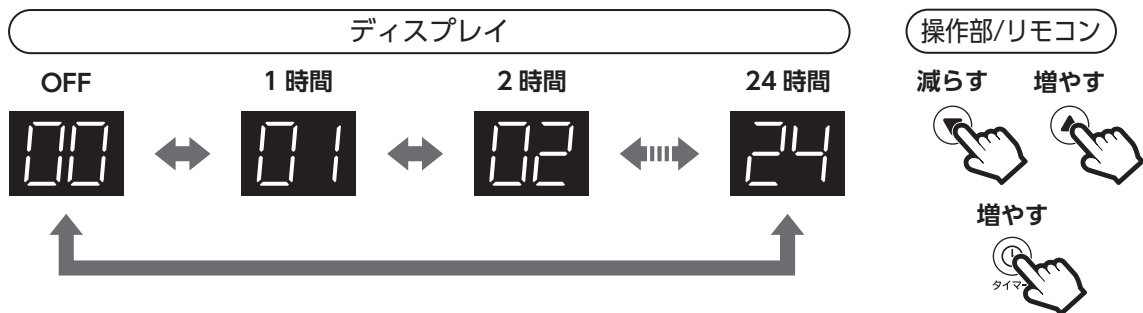 ディスプレイ
操作部/リモコン
OFF
1 時間
2 時間
24 時間
減らす
増やす
00
01
02
24
増やす
タイマー